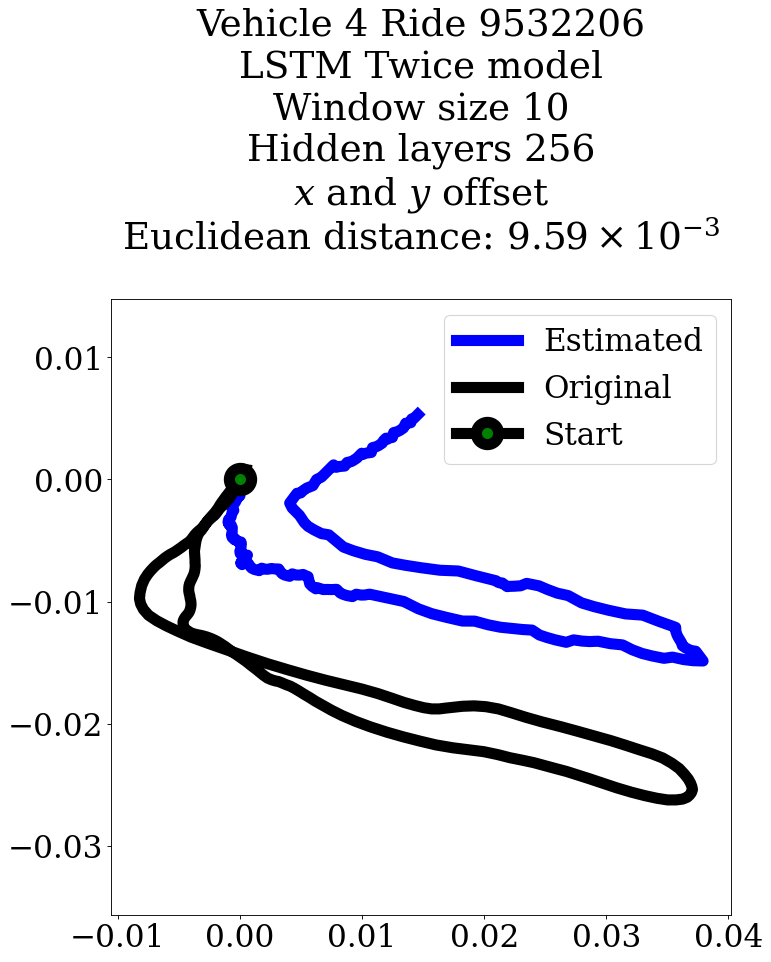 Vehicle 4 Ride 9532206
LSTM Twice model
Window size 10
Hidden layers 256
x and y offset
Euclidean distance: 9.59 × 10⁻³
Estimated
Original
Start
0.01
0.00
−0.01
−0.02
−0.03
−0.01 0.00 0.01 0.02 0.03 0.04